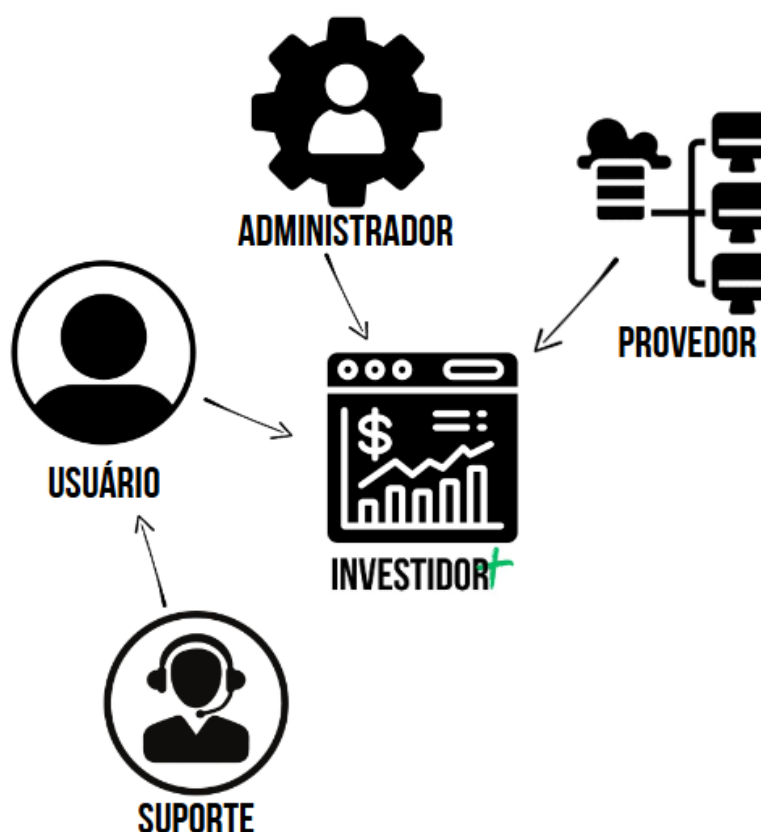 ADMINISTRADOR
PROVEDOR
USUÁRIO
$
INVESTIDOR+
SUPORTE